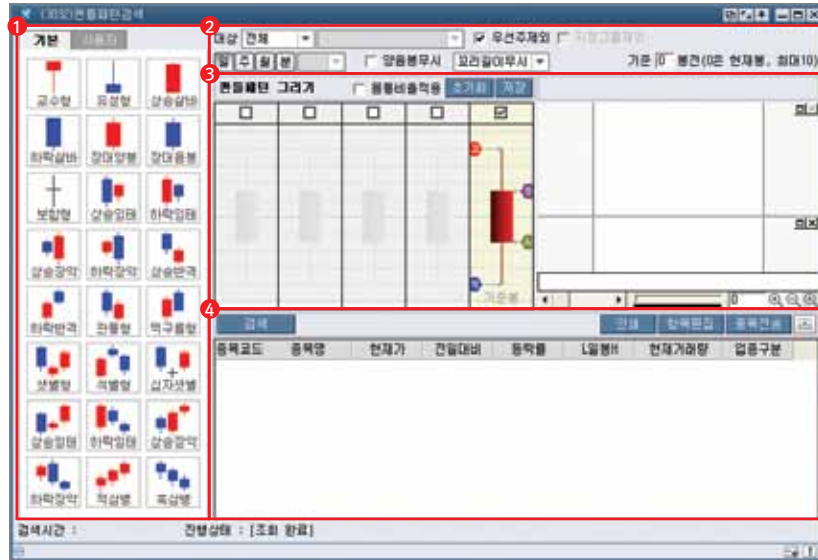 (3032)캔들패턴검색
1
기본 사용자
교수형 유성형 상승샅바
하락샅바 장대양봉 장대음봉
보합형 상승잉태 하락잉태
상승장악 하락장악 상승반격
하락반격 관통형 먹구름형
샛별형 석별형 십자샛별
상승잉태 하락잉태 상승장악
하락장악 적삼병 흑삼병
2
대상 전체 우선주제외
일 주 월 분 양음봉무시 꼬리길이무시 기준 0 봉전(0은 현재봉, 최대10)
3
캔들패턴 그리기 몸통비율적용 초기화 저장
기준봉
0
4
검색 인쇄 항목편집 종목전송
종목코드 종목명 현재가 전일대비 등락률 L일봉H 현재거래량 업종구분
검색시간 : 진행상태 : [조회 완료]